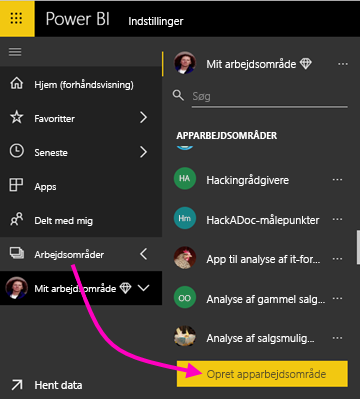 Power BI Indstillinger
Hjem (forhåndsvisning)
Favoritter
Seneste
Apps
Delt med mig
Arbejdsområder
Mit arbejdsområde
Hent data
Mit arbejdsområde
Søg
APPARBEJDSOMRÅDER
HA Hackingrådgivere
Hm HackADoc-målepunkter
App til analyse af it-for...
OO Analyse af gammel salg...
Analyse af salgsmulig...
Opret apparbejdsområde